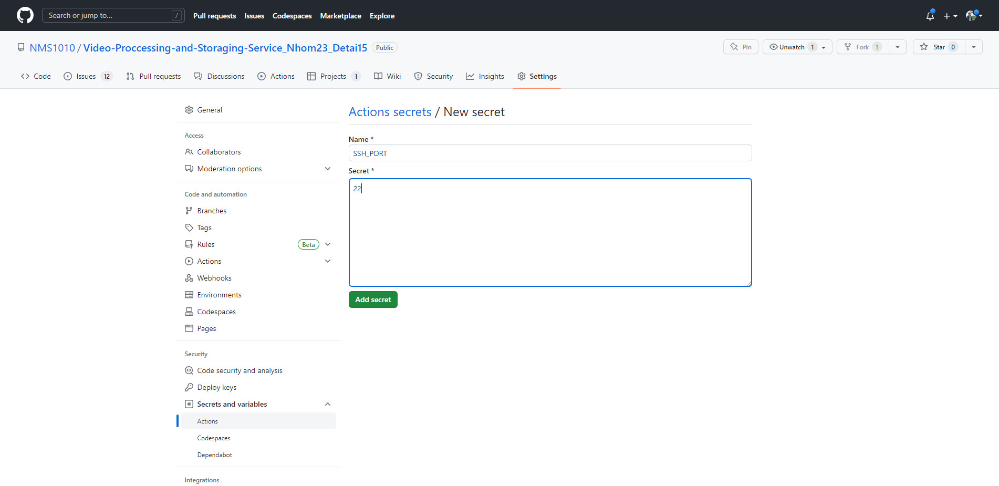 Search or jump to... /
Pull requests Issues Codespaces Marketplace Explore
NMS1010 / Video-Proccessing-and-Storaging-Service_Nhom23_Detai15 Public
Pin Unwatch 1 Fork 1 Star 0
Code Issues 12 Pull requests Discussions Actions Projects 1 Wiki Security Insights Settings
General
Access
Collaborators
Moderation options
Code and automation
Branches
Tags
Rules Beta
Actions
Webhooks
Environments
Codespaces
Pages
Security
Code security and analysis
Deploy keys
Secrets and variables
Actions
Codespaces
Dependabot
Integrations
Actions secrets / New secret
Name *
SSH_PORT
Secret *
22
Add secret